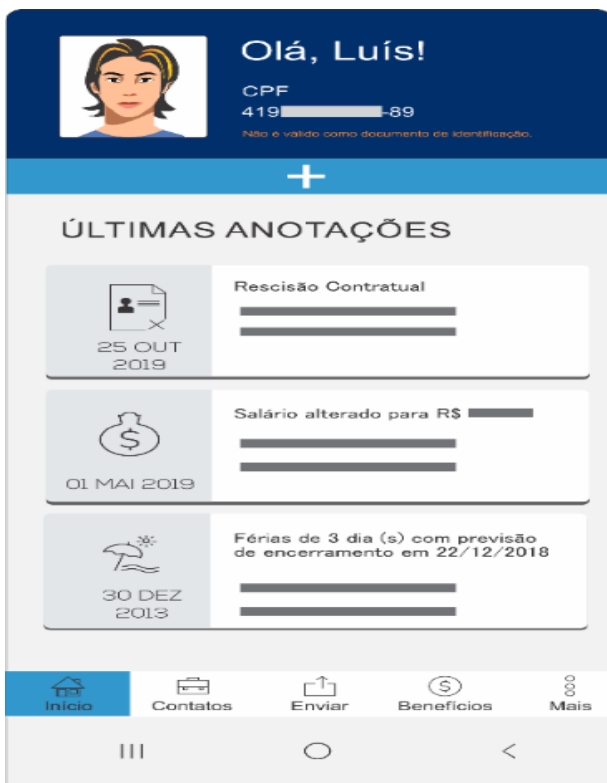 Olá, Luís!
CPF
419 -89
Não é válido como documento de identificação.
+
ÚLTIMAS ANOTAÇÕES
Rescisão Contratual
25 OUT
2019
Salário alterado para R$
01 MAI 2019
Férias de 3 dia (s) com previsão
de encerramento em 22/12/2018
30 DEZ
2013
Início Contatos Enviar Benefícios Mais